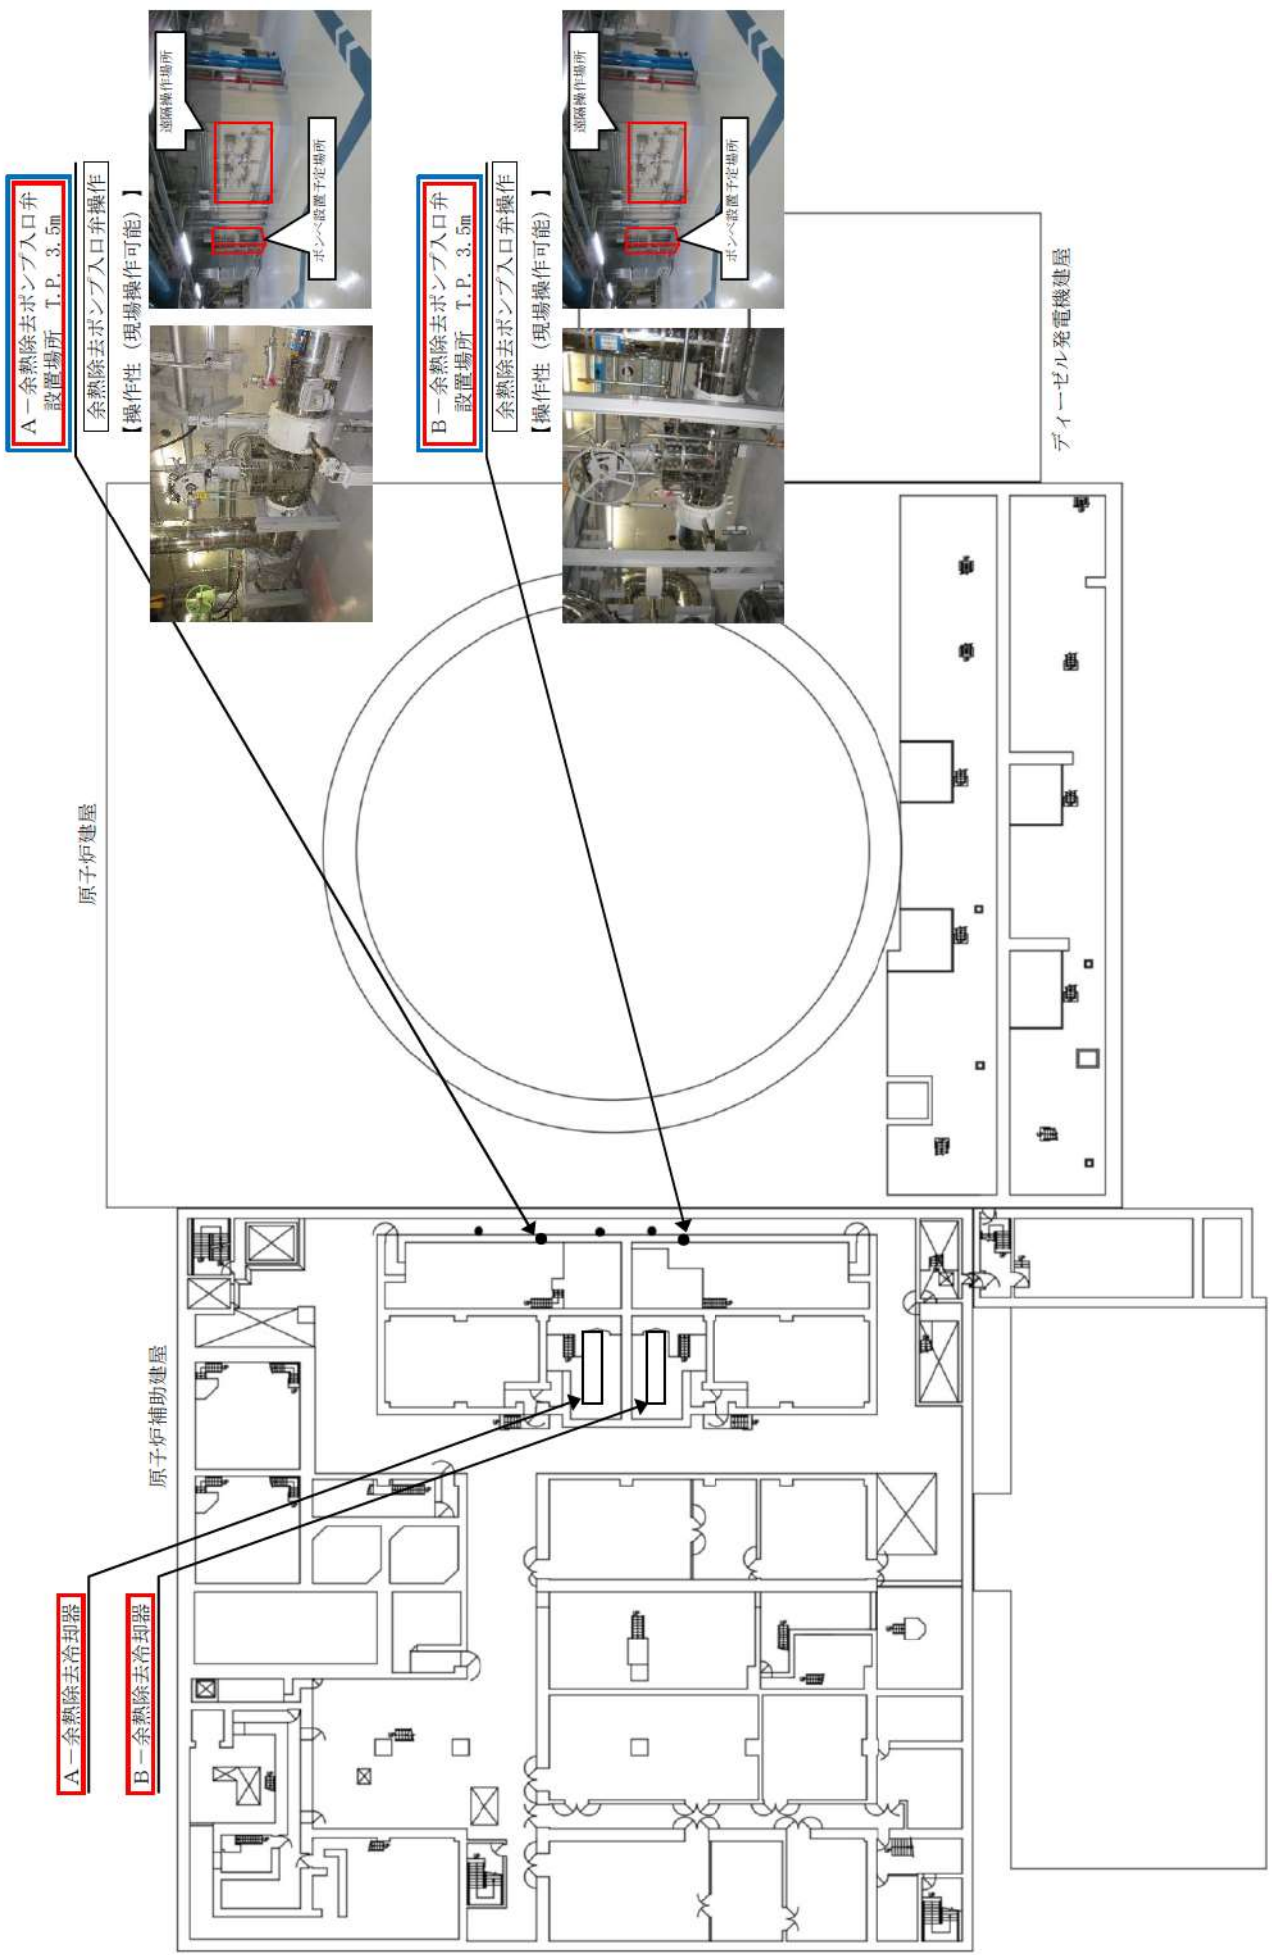 A－余熱除去ポンプ入口弁
設置場所　T.P. 3.5m
余熱除去ポンプ入口弁操作
【操作性（現場操作可能）】
遠隔操作場所
ボンベ設置予定場所
B－余熱除去ポンプ入口弁
設置場所　T.P. 3.5m
余熱除去ポンプ入口弁操作
【操作性（現場操作可能）】
遠隔操作場所
ボンベ設置予定場所
原子炉建屋
ディーゼル発電機建屋
原子炉補助建屋
A－余熱除去冷却器
B－余熱除去冷却器